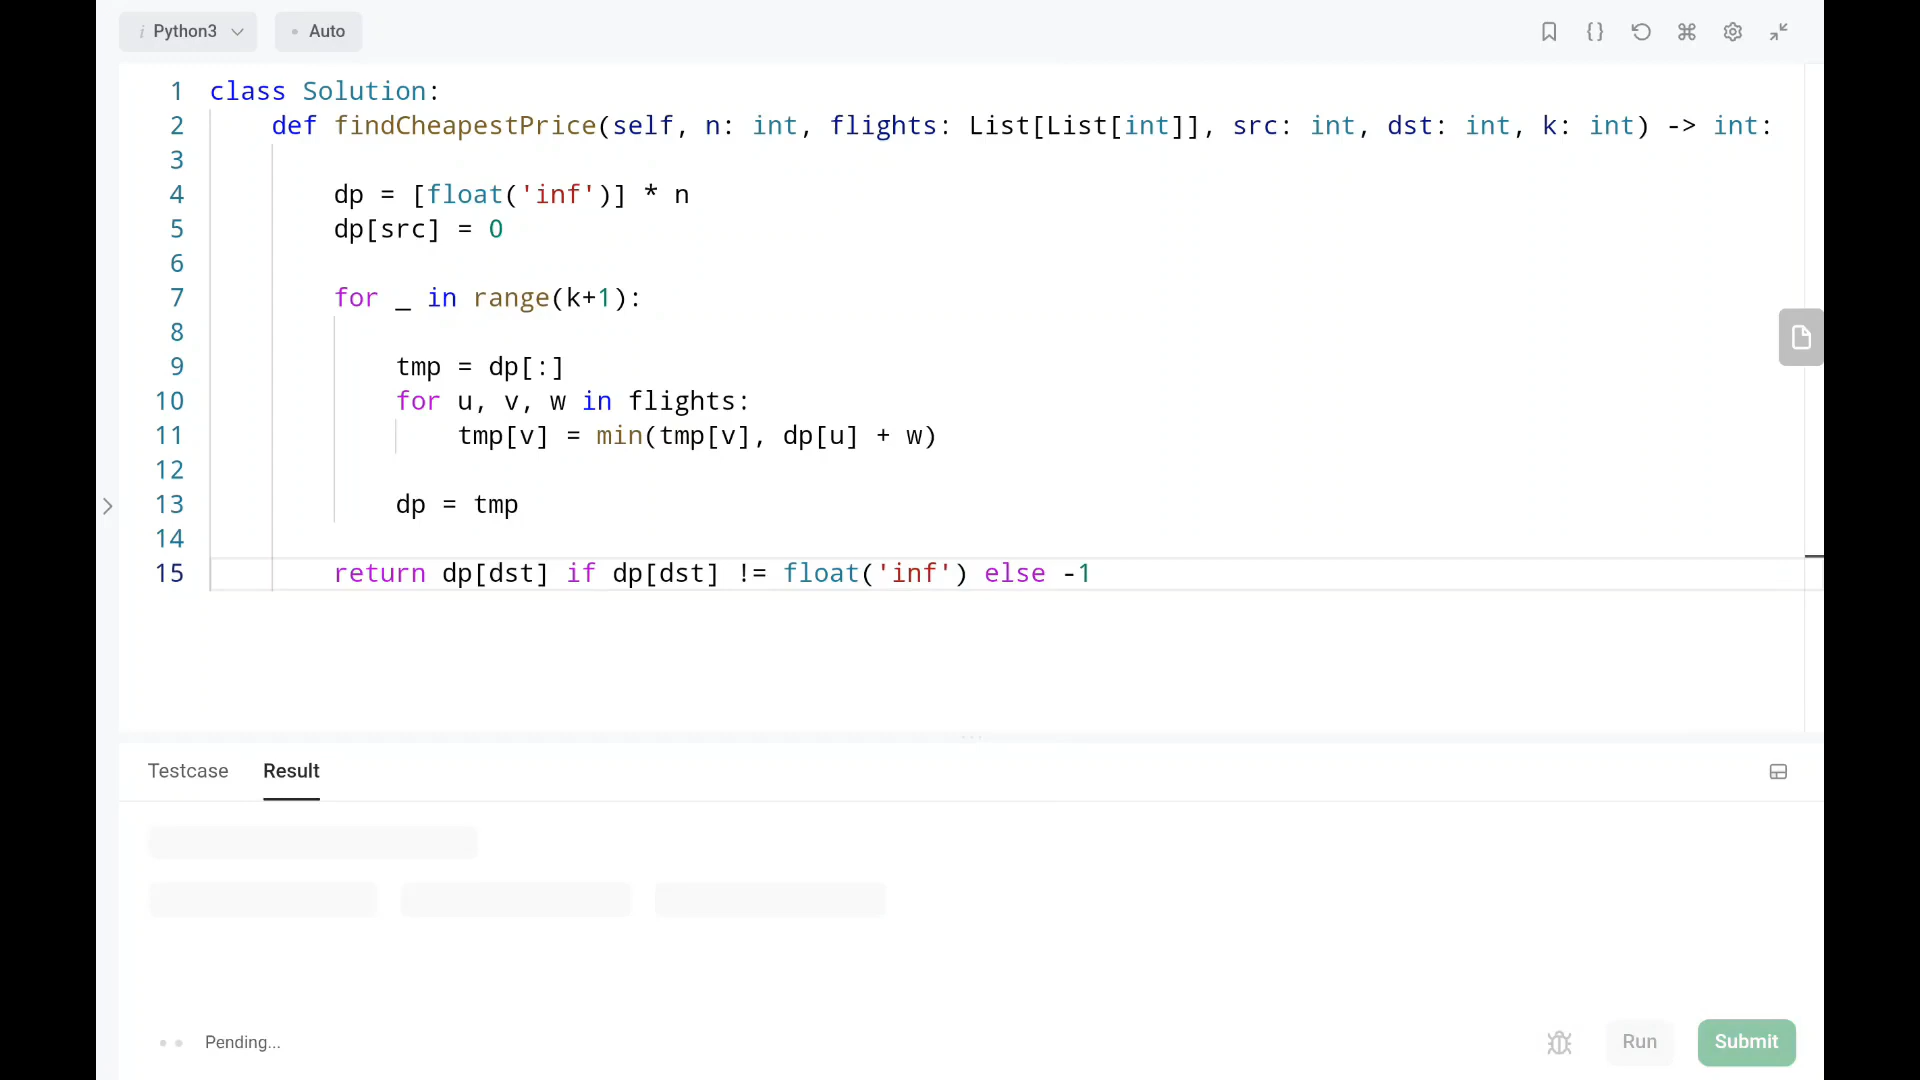 i Python3
Auto
1 class Solution:
2     def findCheapestPrice(self, n: int, flights: List[List[int]], src: int, dst: int, k: int) -> int:
3
4         dp = [float('inf')] * n
5         dp[src] = 0
6
7         for _ in range(k+1):
8
9             tmp = dp[:]
10             for u, v, w in flights:
11                 tmp[v] = min(tmp[v], dp[u] + w)
12
13             dp = tmp
14
15         return dp[dst] if dp[dst] != float('inf') else -1
Testcase Result
Pending...
Run
Submit